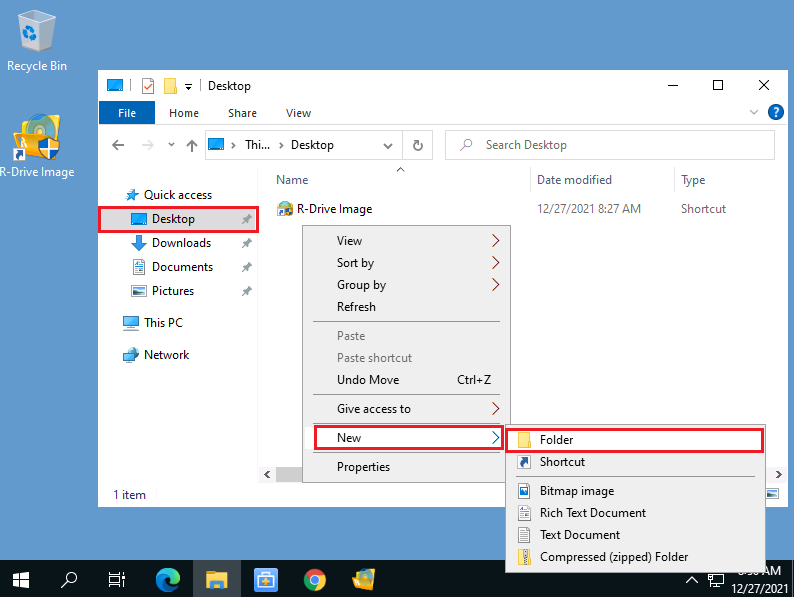 Recycle Bin
R-Drive Image
Desktop
File Home Share View
Thi... Desktop
Search Desktop
Name Date modified Type
Quick access
Desktop
Downloads
Documents
Pictures
This PC
Network
R-Drive Image 12/27/2021 8:27 AM Shortcut
View
Sort by
Group by
Refresh
Paste
Paste shortcut
Undo Move Ctrl+Z
Give access to
New
Properties
Folder
Shortcut
Bitmap image
Rich Text Document
Text Document
Compressed (zipped) Folder
1 item
AM
12/27/2021